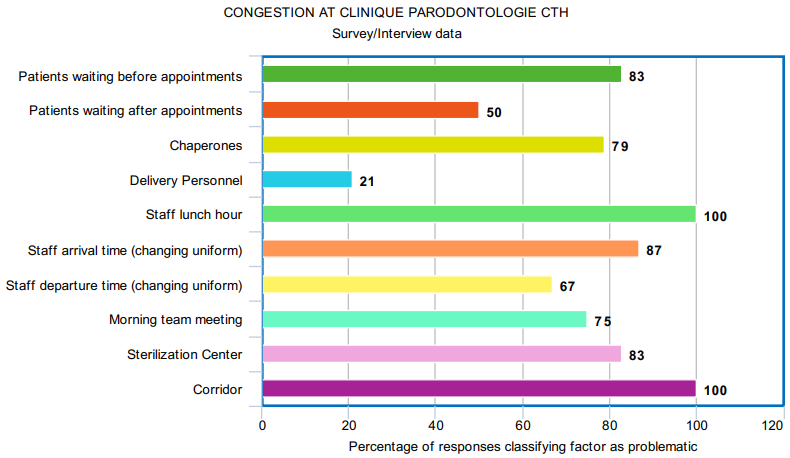 CONGESTION AT CLINIQUE PARODONTOLOGIE CTH
Survey/Interview data
Patients waiting before appointments 83
Patients waiting after appointments 50
Chaperones 79
Delivery Personnel 21
Staff lunch hour 100
Staff arrival time (changing uniform) 87
Staff departure time (changing uniform) 67
Morning team meeting 75
Sterilization Center 83
Corridor 100
0 20 40 60 80 100 120
Percentage of responses classifying factor as problematic